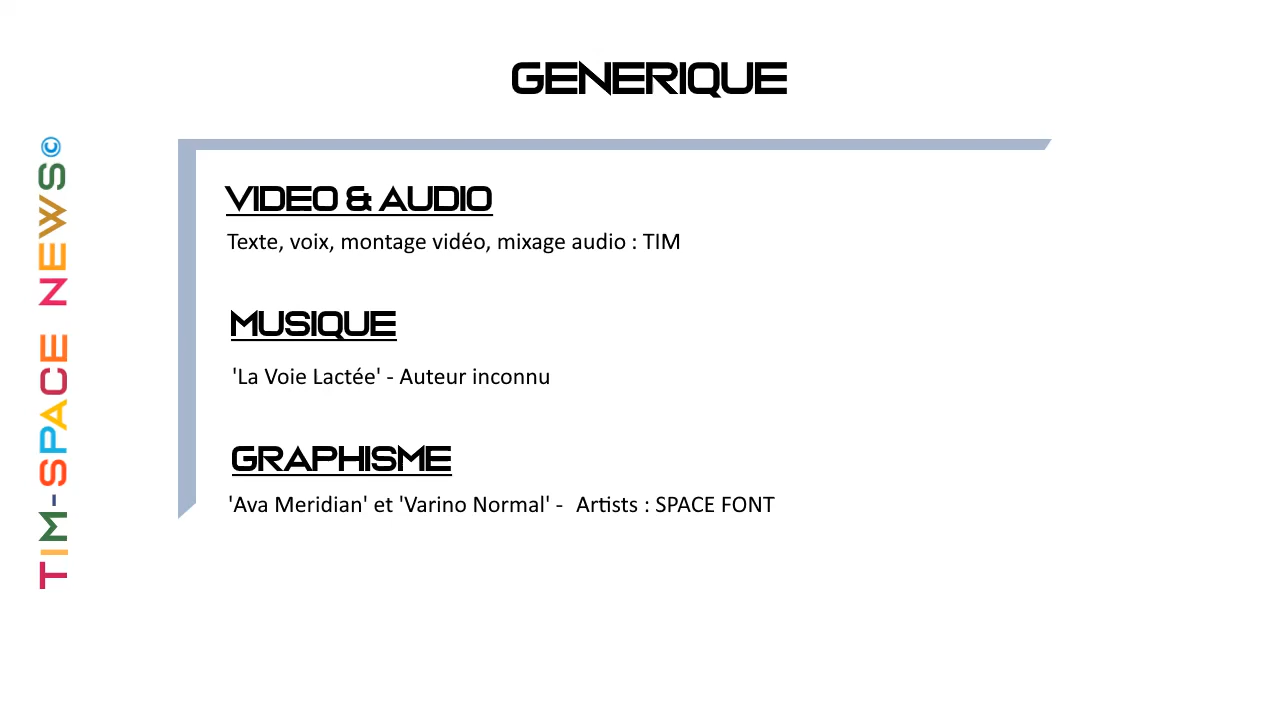 GENERIQUE
TIM-SPACE NEWS©
VIDEO & AUDIO
Texte, voix, montage vidéo, mixage audio : TIM
MUSIQUE
'La Voie Lactée' - Auteur inconnu
GRAPHISME
'Ava Meridian' et 'Varino Normal' - Artists : SPACE FONT